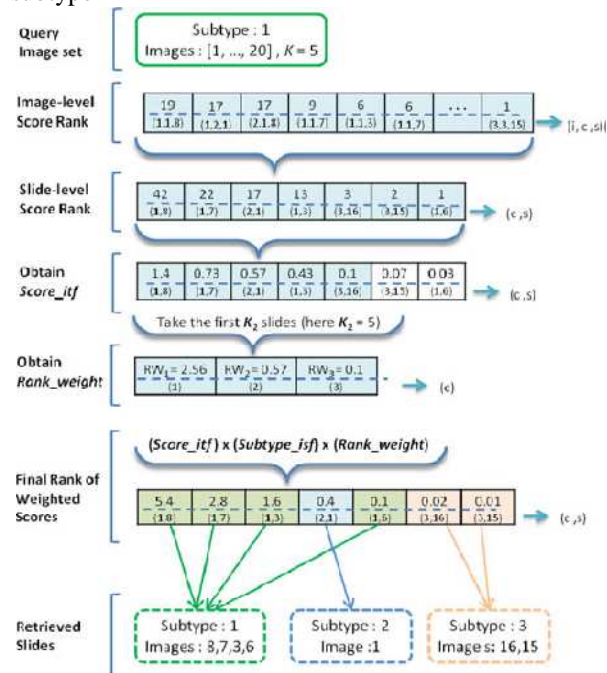 subtype
Query
Image set
Subtype : 1
Images : [1, ..., 20] , K = 5
Image-level
Score Rank
19 17 17 9 6 6 ... 1
(1,1,8) (1,2,1) (2,1,8) (1,1,7) (1,1,3) (1,1,7) (3,3,15)
(i, c, s)
Slide-level
Score Rank
42 22 17 13 3 2 1
(1,8) (1,7) (2,1) (1,3) (3,16) (3,15) (1,6)
(c,s)
Obtain
Score_itf
1.4 0.73 0.57 0.43 0.1 0.07 0.03
(1,8) (1,7) (2,1) (1,3) (3,16) (3,15) (1,6)
(c,s)
Take the first K2 slides (here K2 = 5)
Obtain
Rank_weight
RW1= 2.56 RW2= 0.57 RW3= 0.1
(1) (2) (3)
(c)
(Score_itf) x (Subtype_isf) x (Rank_weight)
Final Rank of
Weighted
Scores
5.4 2.8 1.6 0.4 0.1 0.02 0.01
(1,8) (1,7) (1,3) (2,1) (1,6) (3,16) (3,15)
(c,s)
Retrieved
Slides
Subtype : 1
Images : 8,7,3,6
Subtype : 2
Image :1
Subtype : 3
Images: 16,15